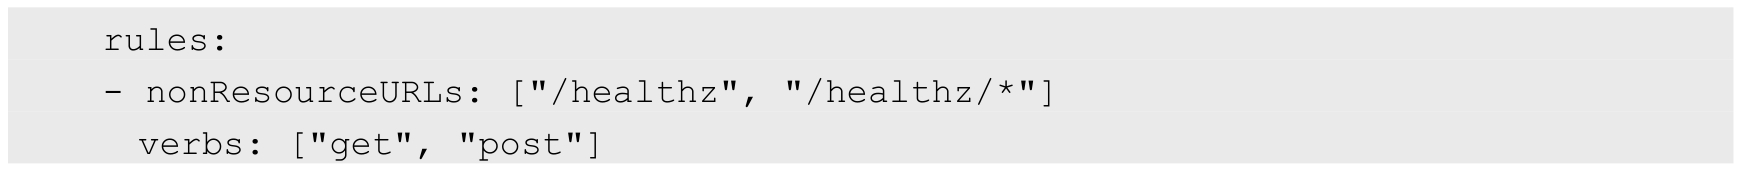 rules:
- nonResourceURLs: ["/healthz", "/healthz/*"]
  verbs: ["get", "post"]